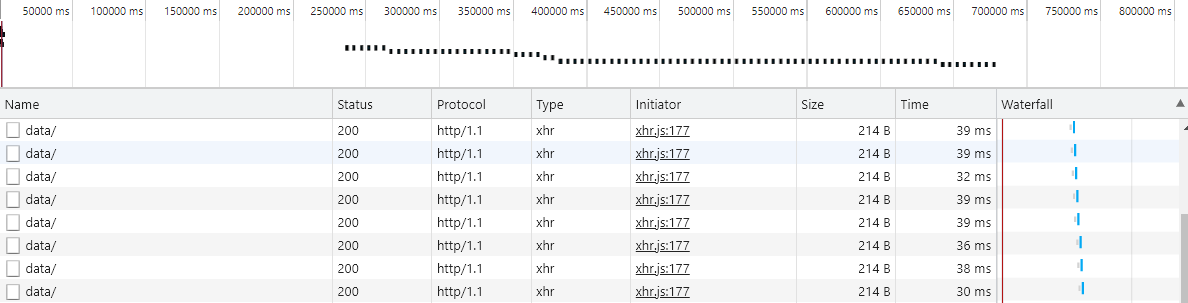 50000 ms 100000 ms 150000 ms 200000 ms 250000 ms 300000 ms 350000 ms 400000 ms 450000 ms 500000 ms 550000 ms 600000 ms 650000 ms 700000 ms 750000 ms 800000 ms
Name Status Protocol Type Initiator Size Time Waterfall
data/ 200 http/1.1 xhr xhr.js:177 214 B 39 ms
data/ 200 http/1.1 xhr xhr.js:177 214 B 39 ms
data/ 200 http/1.1 xhr xhr.js:177 214 B 32 ms
data/ 200 http/1.1 xhr xhr.js:177 214 B 39 ms
data/ 200 http/1.1 xhr xhr.js:177 214 B 39 ms
data/ 200 http/1.1 xhr xhr.js:177 214 B 36 ms
data/ 200 http/1.1 xhr xhr.js:177 214 B 38 ms
data/ 200 http/1.1 xhr xhr.js:177 214 B 30 ms